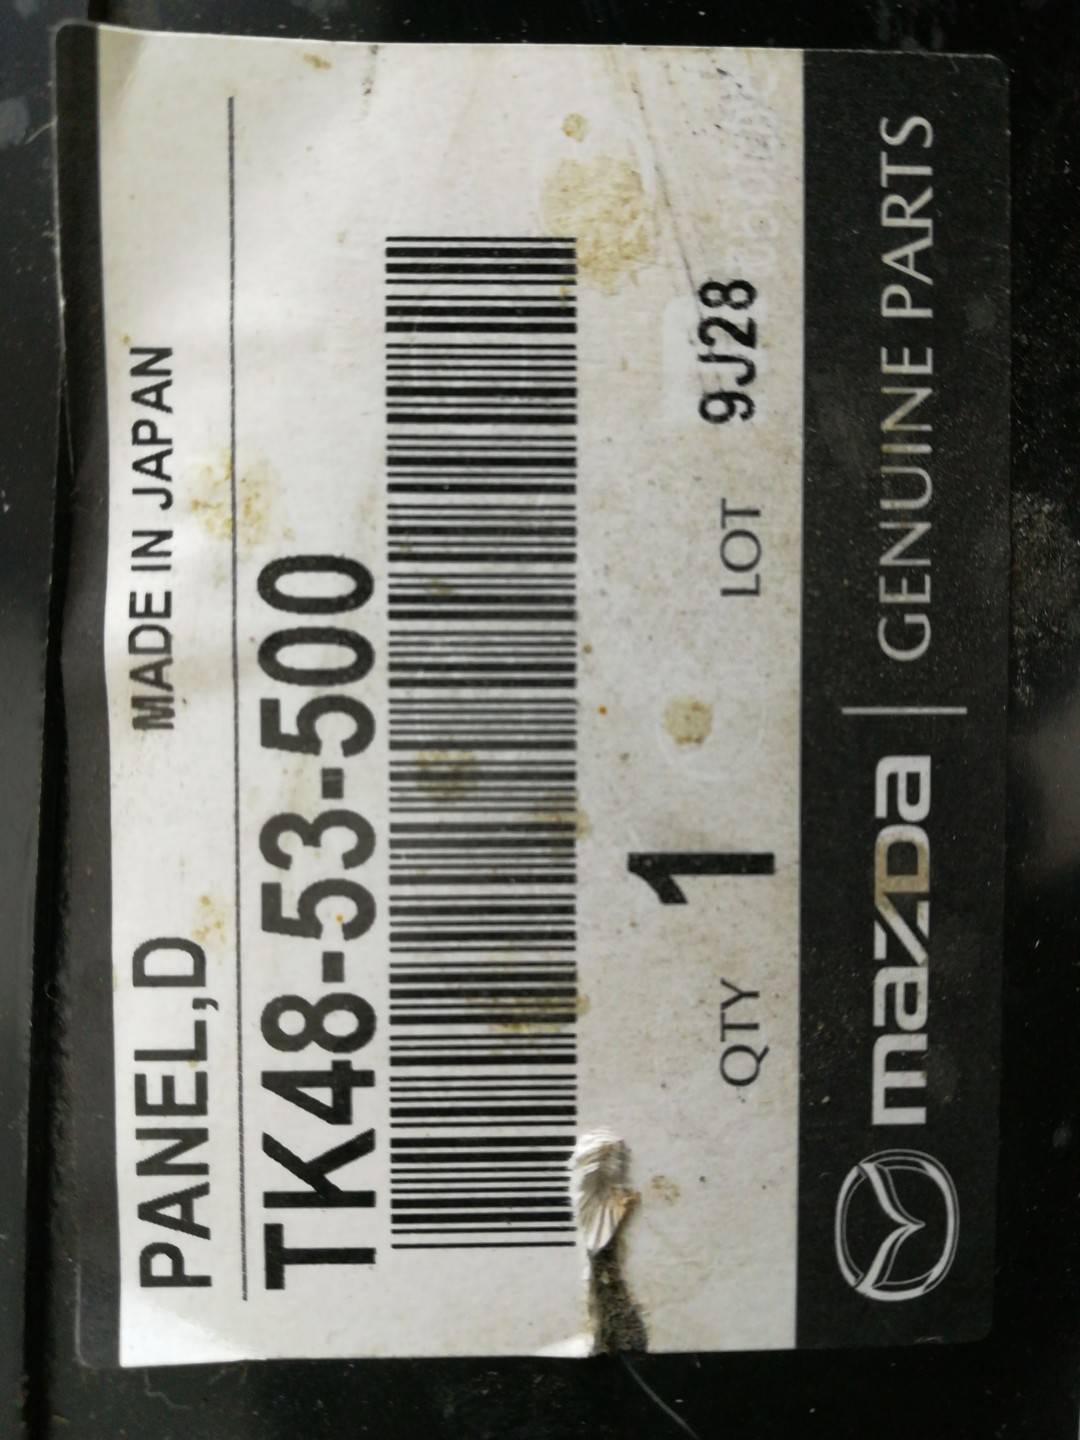 PANEL,D MADE IN JAPAN
TK48-53-500
QTY 1 LOT 9J28
mazda | GENUINE PARTS